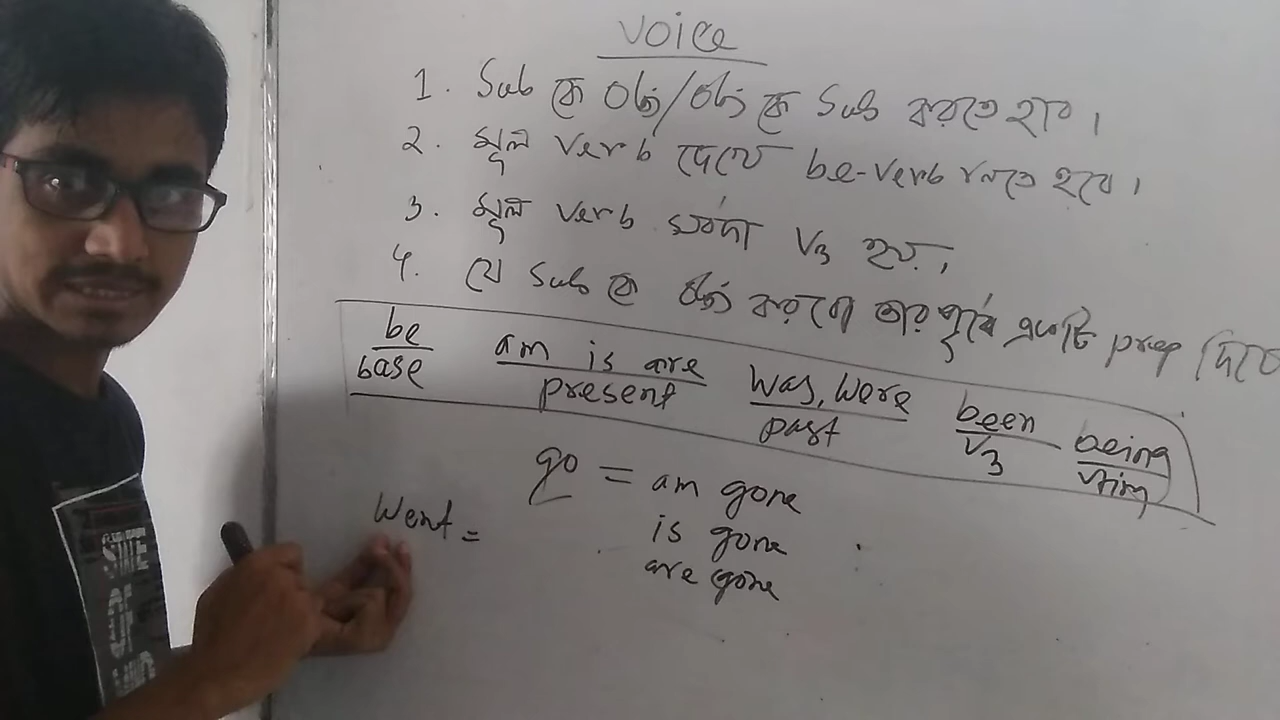 Voice
1. Sub কে Obj/Obj কে Sub করতে হবে।
2. মূল Verb দেখে be-verb বসাতে হবে।
3. মূল Verb সর্বদা V3 হয়।
4. যে Sub কে Obj করবো তার পূর্বে একটি prep দিতে
be am is are was, were been being
base present past V3 Ving
go = am gone
Went = is gone
are gone
STATE
OF